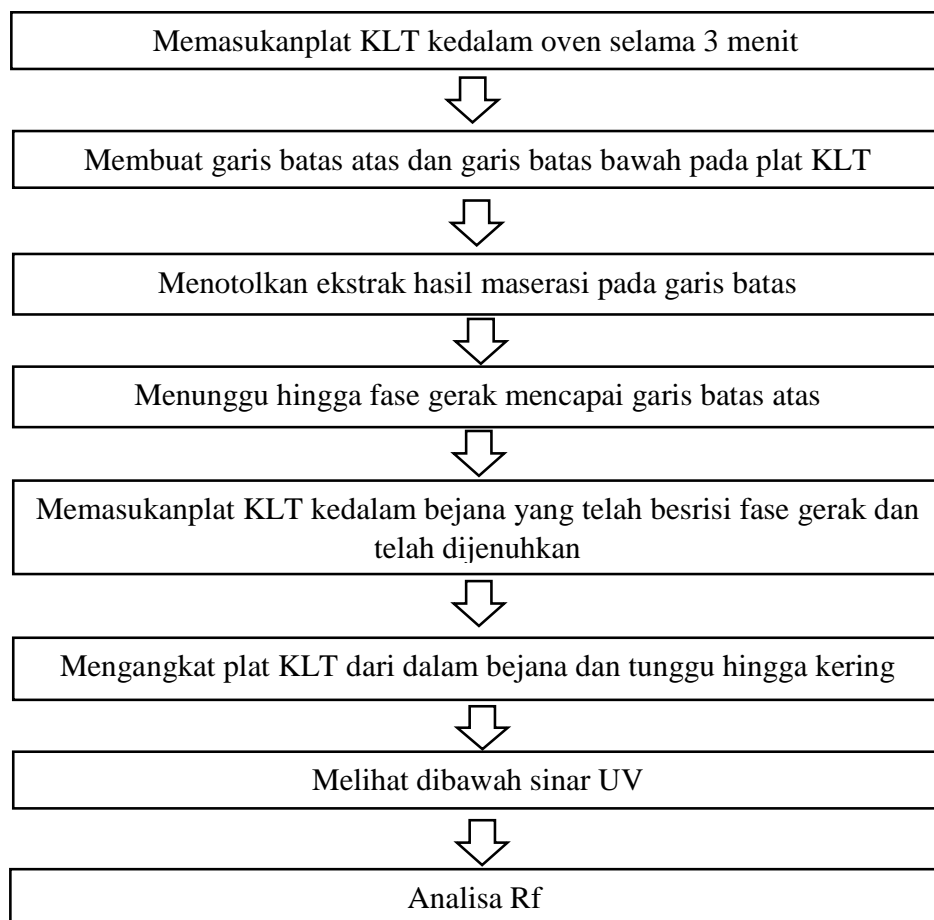 Memasukanplat KLT kedalam oven selama 3 menit
Membuat garis batas atas dan garis batas bawah pada plat KLT
Menotolkan ekstrak hasil maserasi pada garis batas
Menunggu hingga fase gerak mencapai garis batas atas
Memasukanplat KLT kedalam bejana yang telah besrisi fase gerak dan
telah dijenuhkan
Mengangkat plat KLT dari dalam bejana dan tunggu hingga kering
Melihat dibawah sinar UV
Analisa Rf